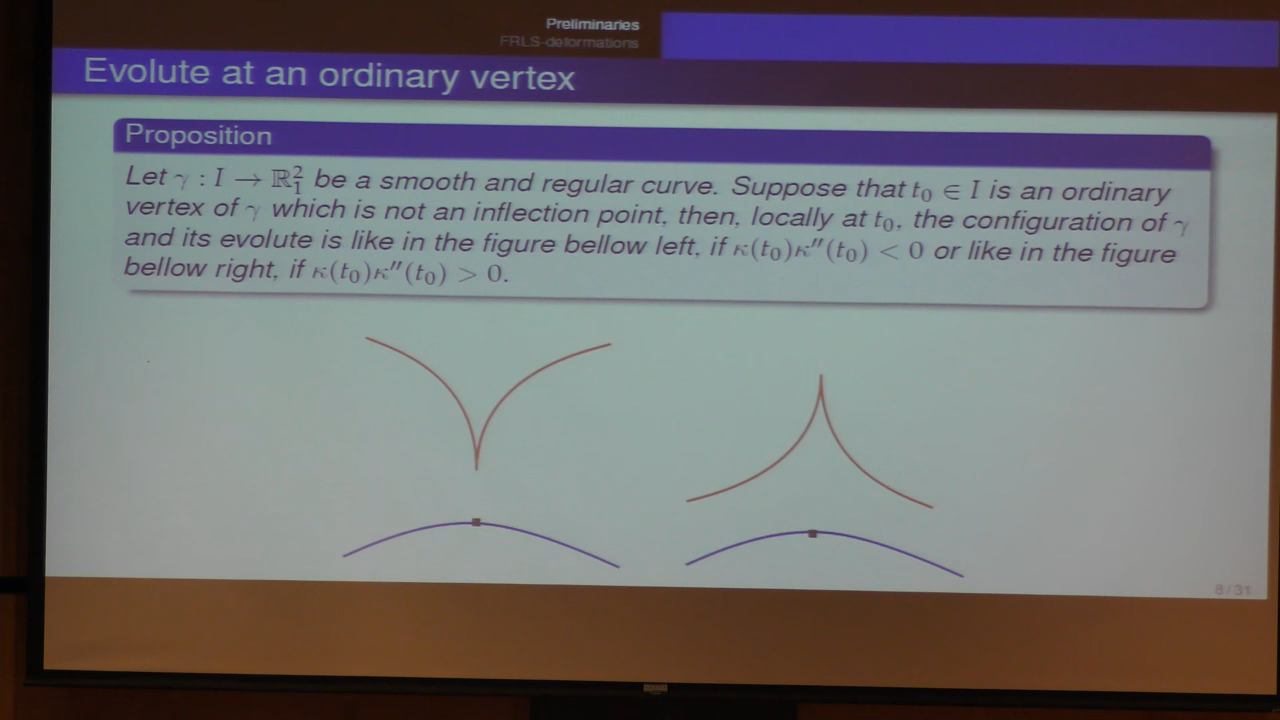 Preliminaries
FRLS-deformations
Evolute at an ordinary vertex
Proposition
Let γ : I → ℝ²₁ be a smooth and regular curve. Suppose that t₀ ∈ I is an ordinary
vertex of γ which is not an inflection point, then, locally at t₀, the configuration of γ
and its evolute is like in the figure bellow left, if κ(t₀)κ″(t₀) < 0 or like in the figure
bellow right, if κ(t₀)κ″(t₀) > 0.
8/31